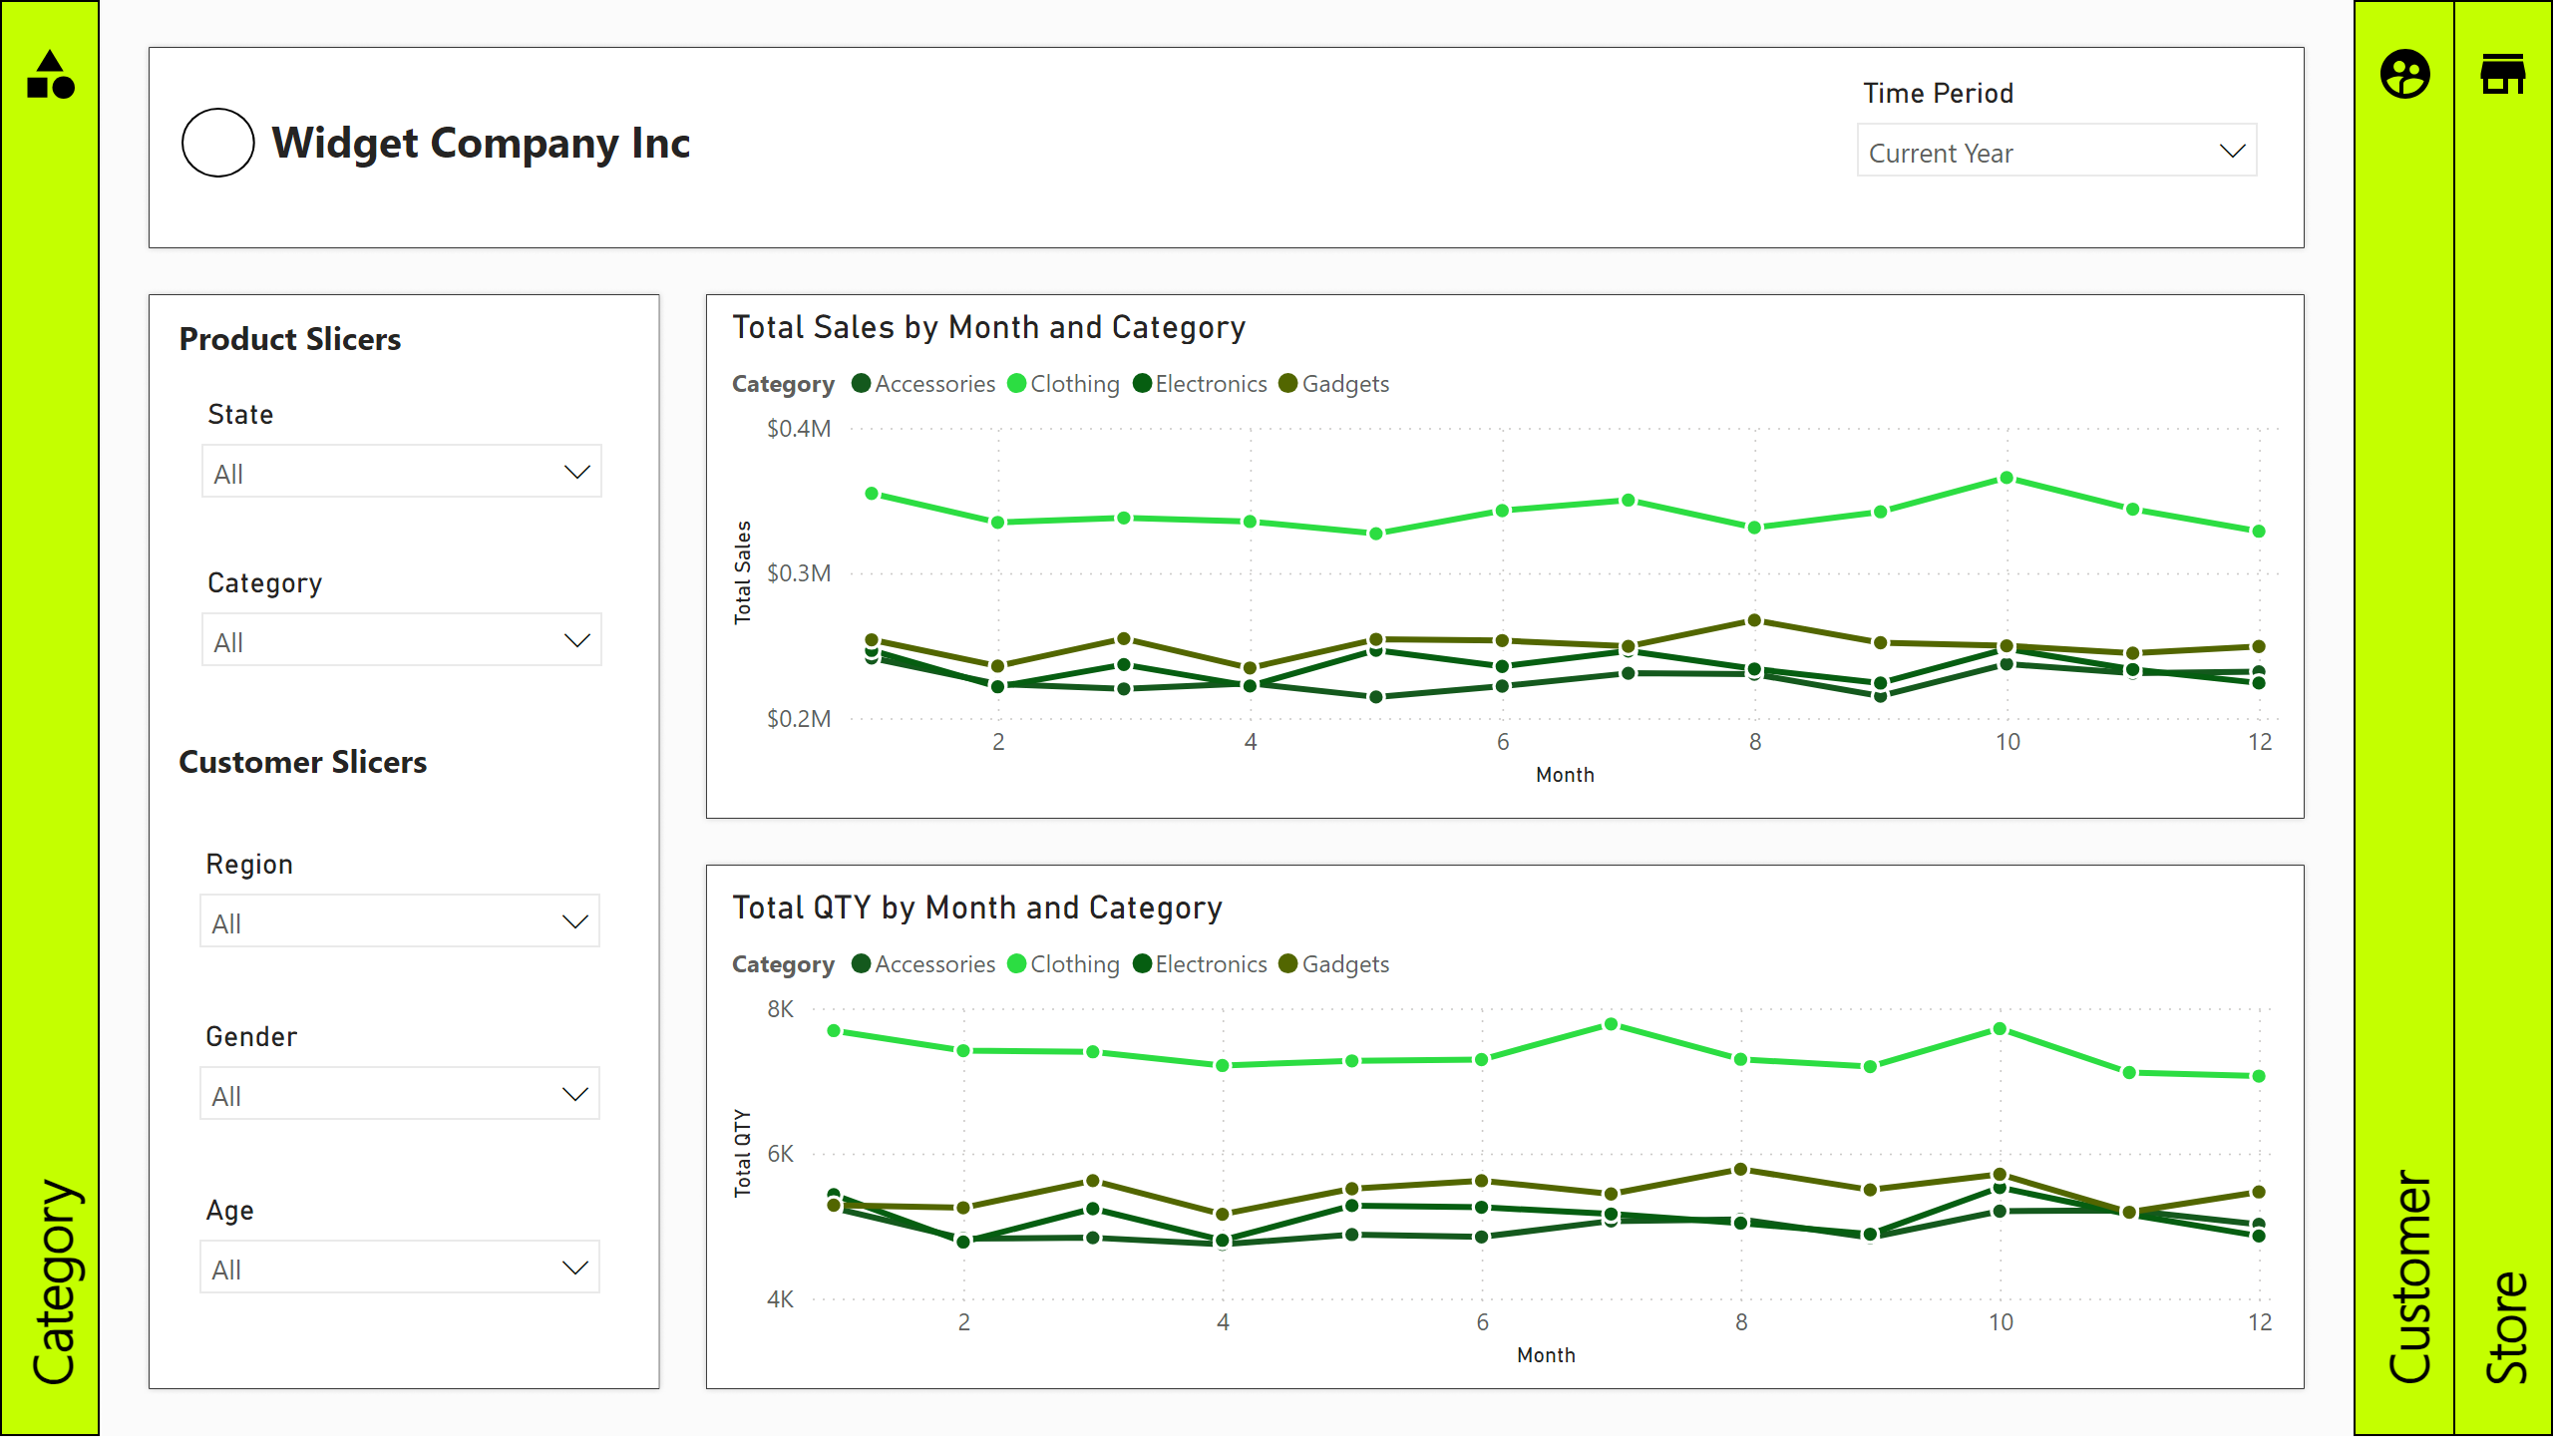 Category
Widget Company Inc
Time Period
Current Year
Product Slicers
State
All
Category
All
Customer Slicers
Region
All
Gender
All
Age
All
Total Sales by Month and Category
Category Accessories Clothing Electronics Gadgets
$0.4M
$0.3M
$0.2M
Total Sales
2 4 6 8 10 12
Month
Total QTY by Month and Category
Category Accessories Clothing Electronics Gadgets
8K
6K
4K
Total QTY
2 4 6 8 10 12
Month
Customer
Store